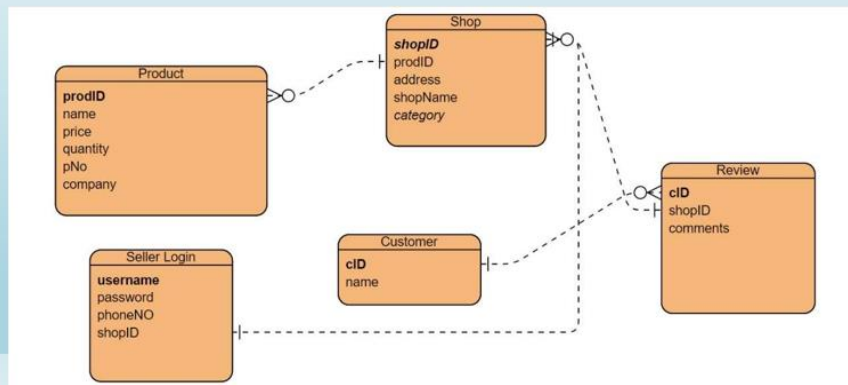 Product
prodID
name
price
quantity
pNo
company
Shop
shopID
prodID
address
shopName
category
Review
cID
shopID
comments
Customer
cID
name
Seller Login
username
password
phoneNO
shopID